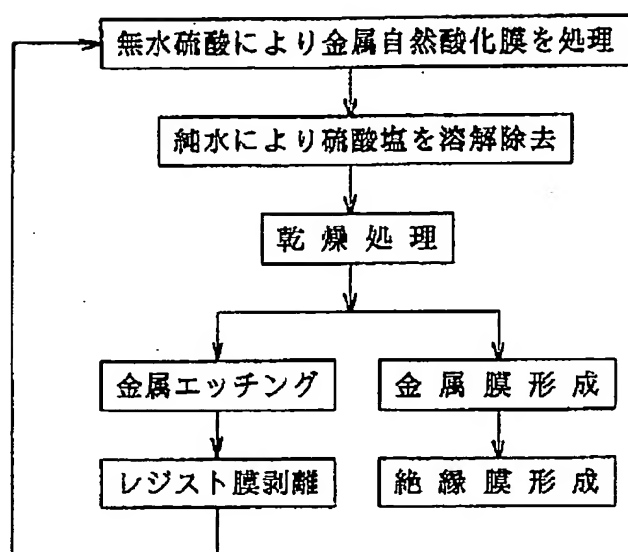 無水硫酸により金属自然酸化膜を処理
純水により硫酸塩を溶解除去
乾燥処理
金属エッチング
金属膜形成
レジスト膜剥離
絶縁膜形成